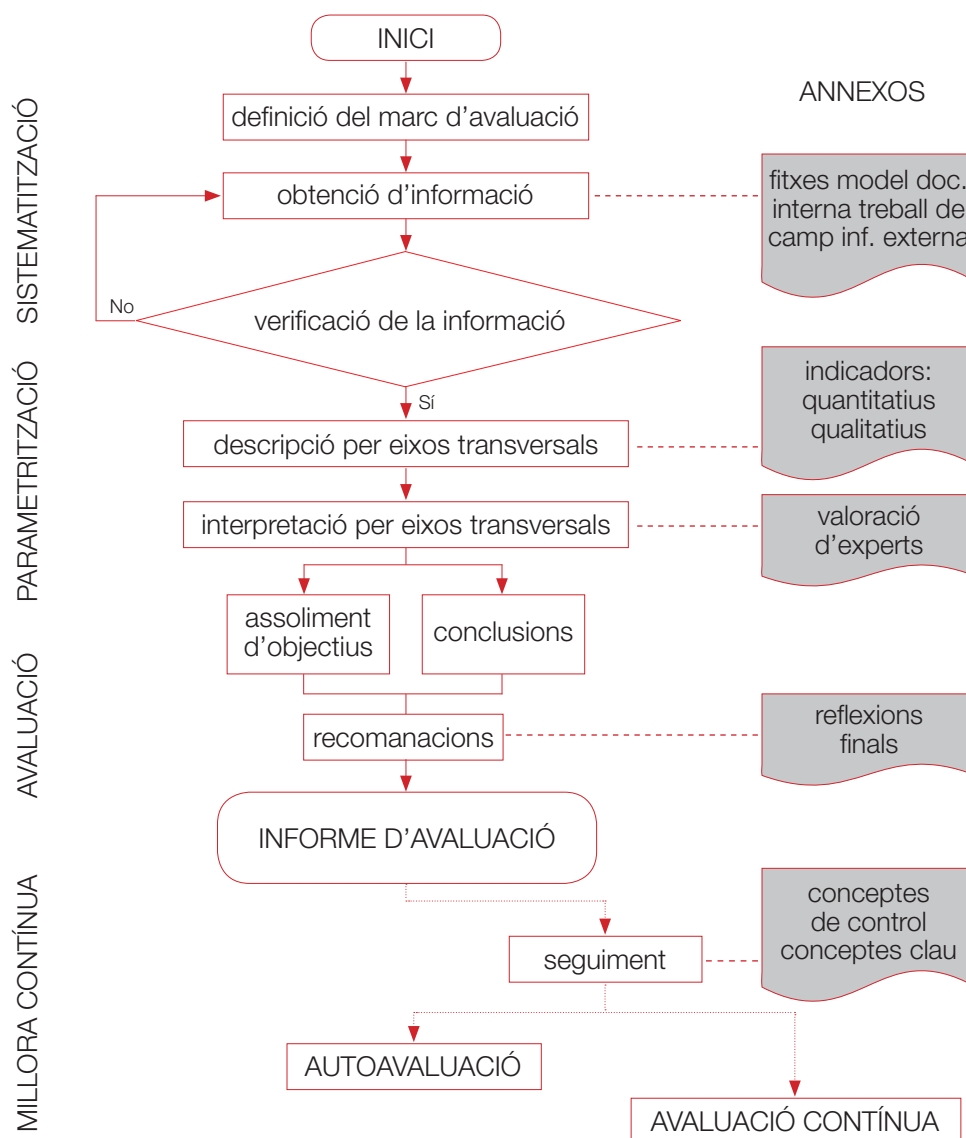 INICI
ANNEXOS
SISTEMATITZACIÓ
definició del marc d’avaluació
obtenció d’informació
fitxes model doc.
interna treball de
camp inf. externa
No
verificació de la informació
Sí
PARAMETRITZACIÓ
indicadors:
quantitatius
qualitatius
descripció per eixos transversals
interpretació per eixos transversals
valoració
d’experts
assoliment
d’objectius
conclusions
AVALUACIÓ
recomanacions
reflexions
finals
INFORME D’AVALUACIÓ
MILLORA CONTÍNUA
conceptes
de control
conceptes clau
seguiment
AUTOAVALUACIÓ
AVALUACIÓ CONTÍNUA